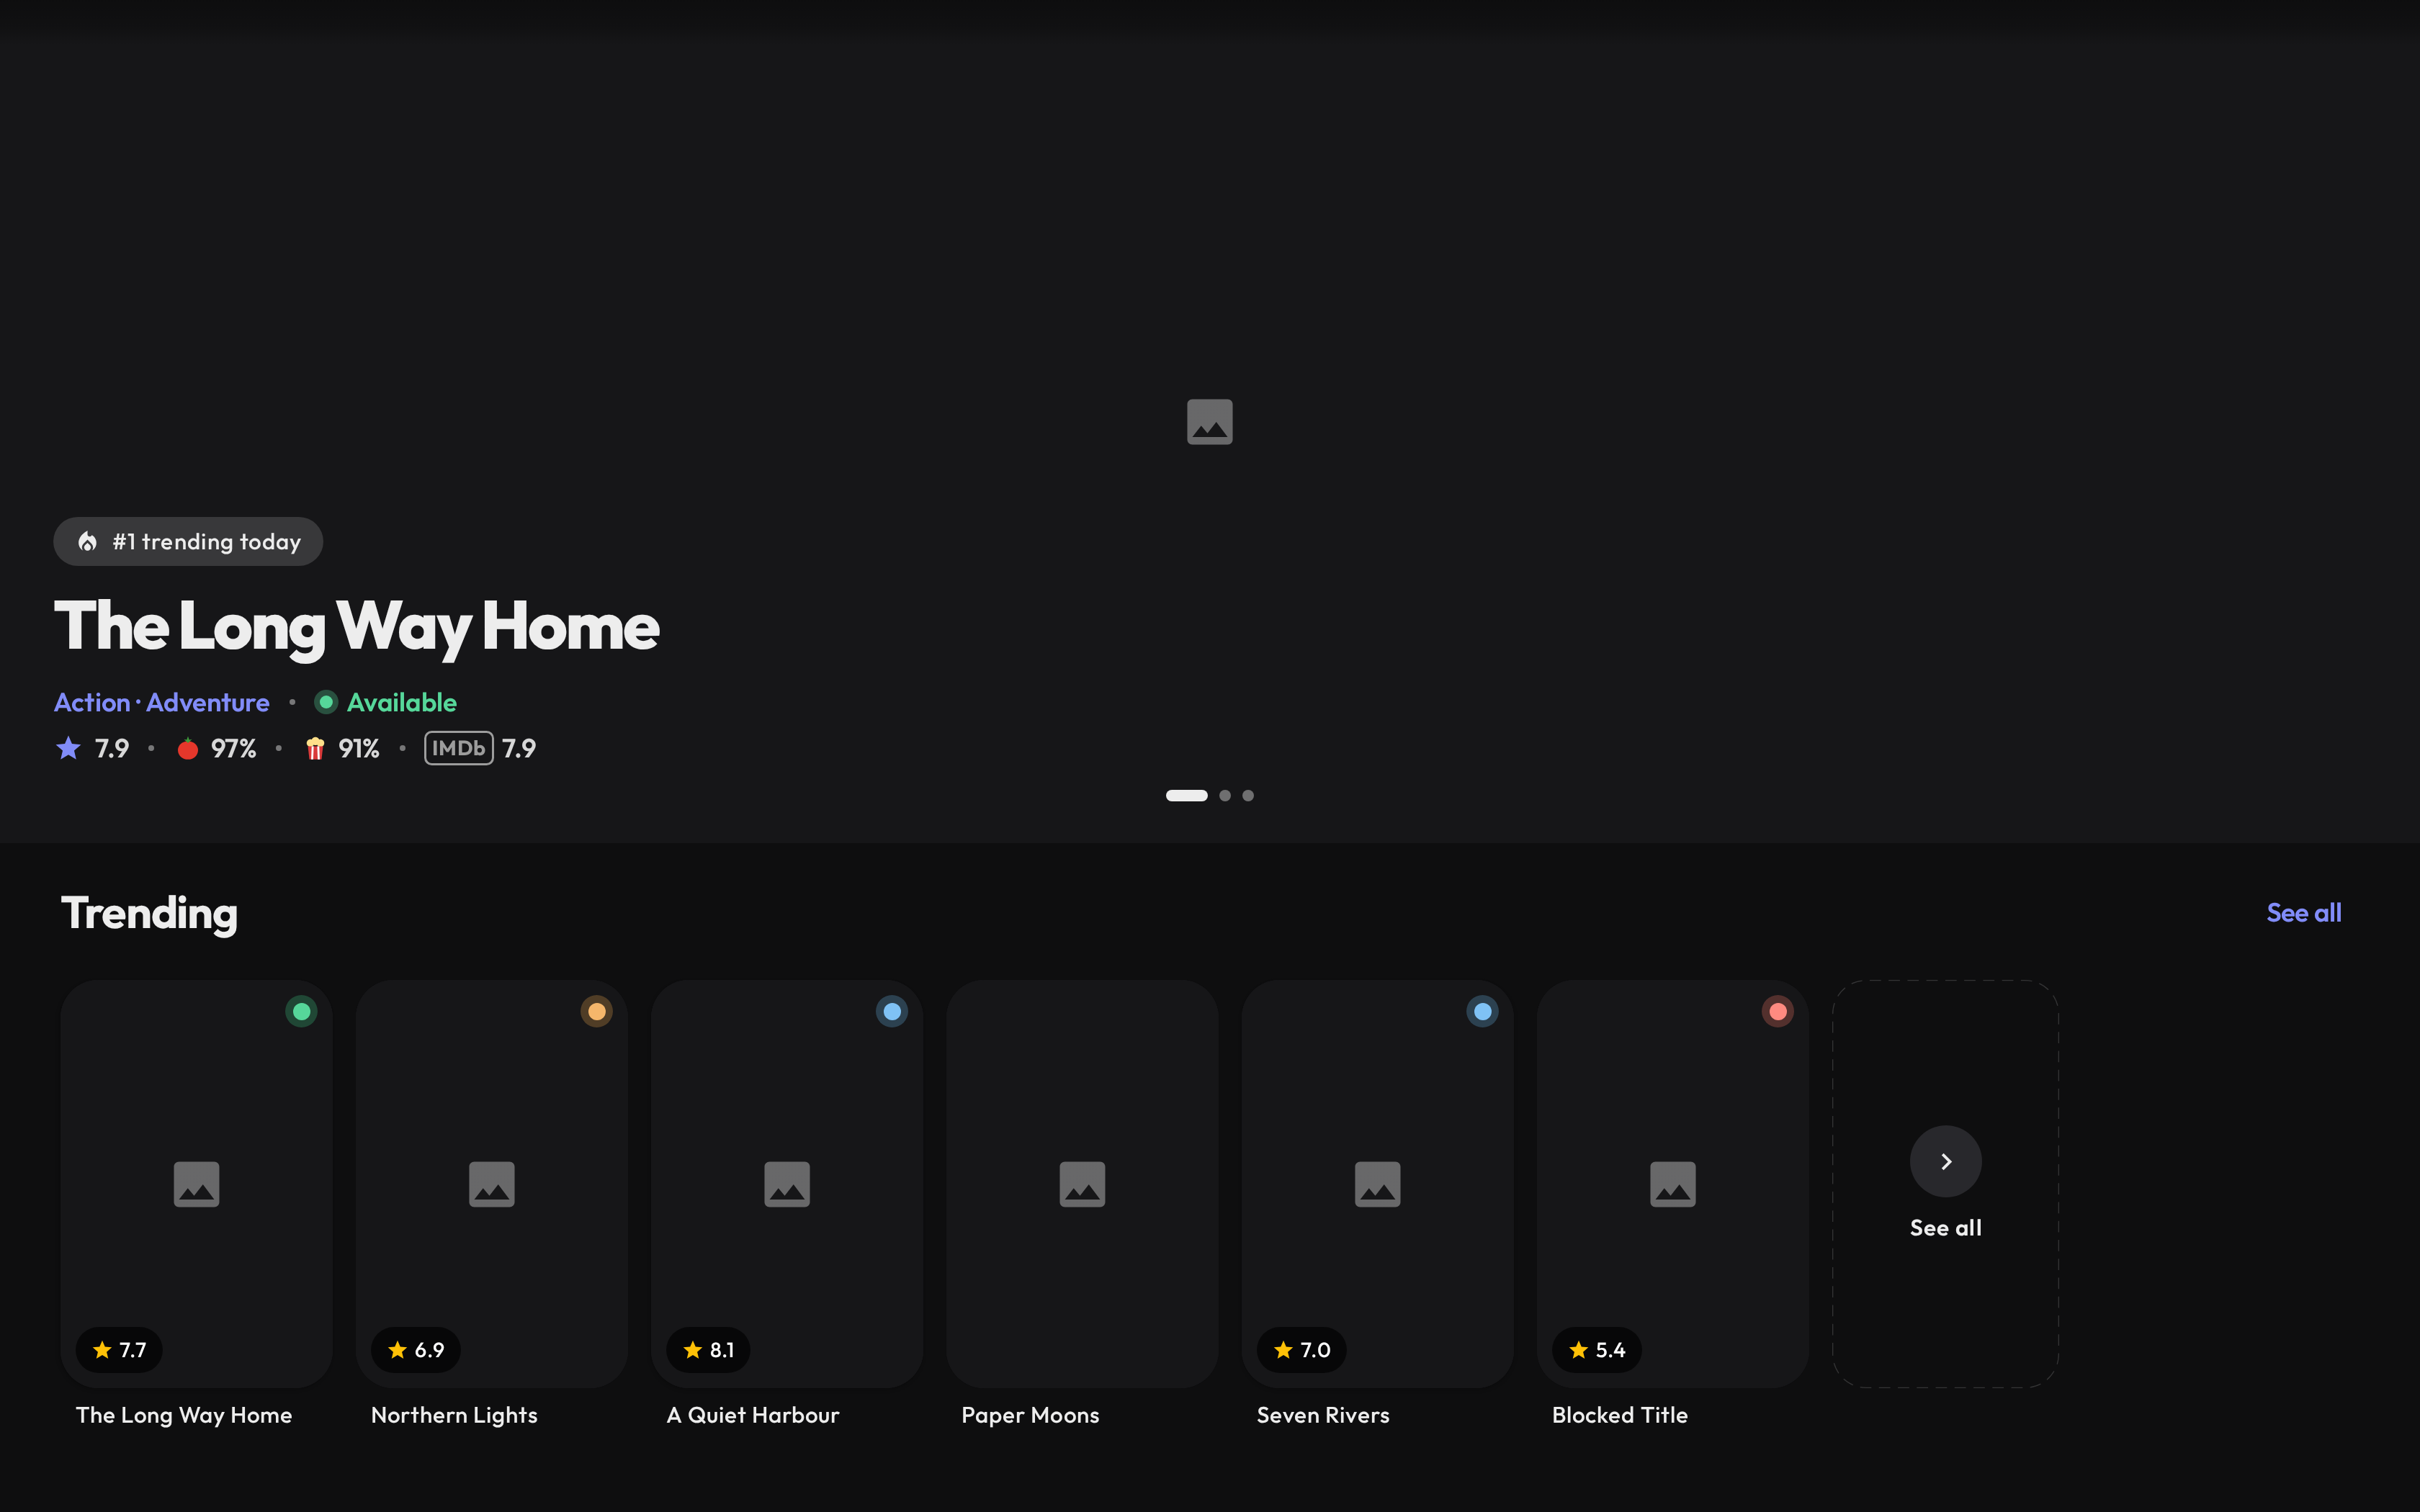 #1 trending today
The Long Way Home
Action · Adventure • Available
7.9 • 97% • 91% • IMDb 7.9
Trending
See all
7.7
6.9
8.1
7.0
5.4
See all
The Long Way Home
Northern Lights
A Quiet Harbour
Paper Moons
Seven Rivers
Blocked Title